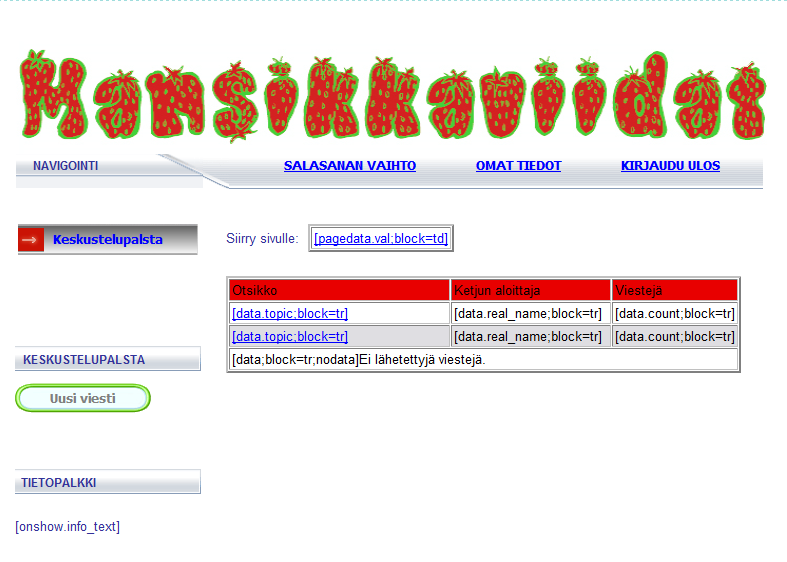 Mansikkaviidat
NAVIGOINTI
SALASANAN VAIHTO
OMAT TIEDOT
KIRJAUDU ULOS
Keskustelupalsta
Siirry sivulle: [pagedata.val;block=td]
Otsikko Ketjun aloittaja Viestejä
[data.topic;block=tr] [data.real_name;block=tr] [data.count;block=tr]
[data.topic;block=tr] [data.real_name;block=tr] [data.count;block=tr]
[data;block=tr;nodata]Ei lähetettyjä viestejä.
KESKUSTELUPALSTA
Uusi viesti
TIETOPALKKI
[onshow.info_text]